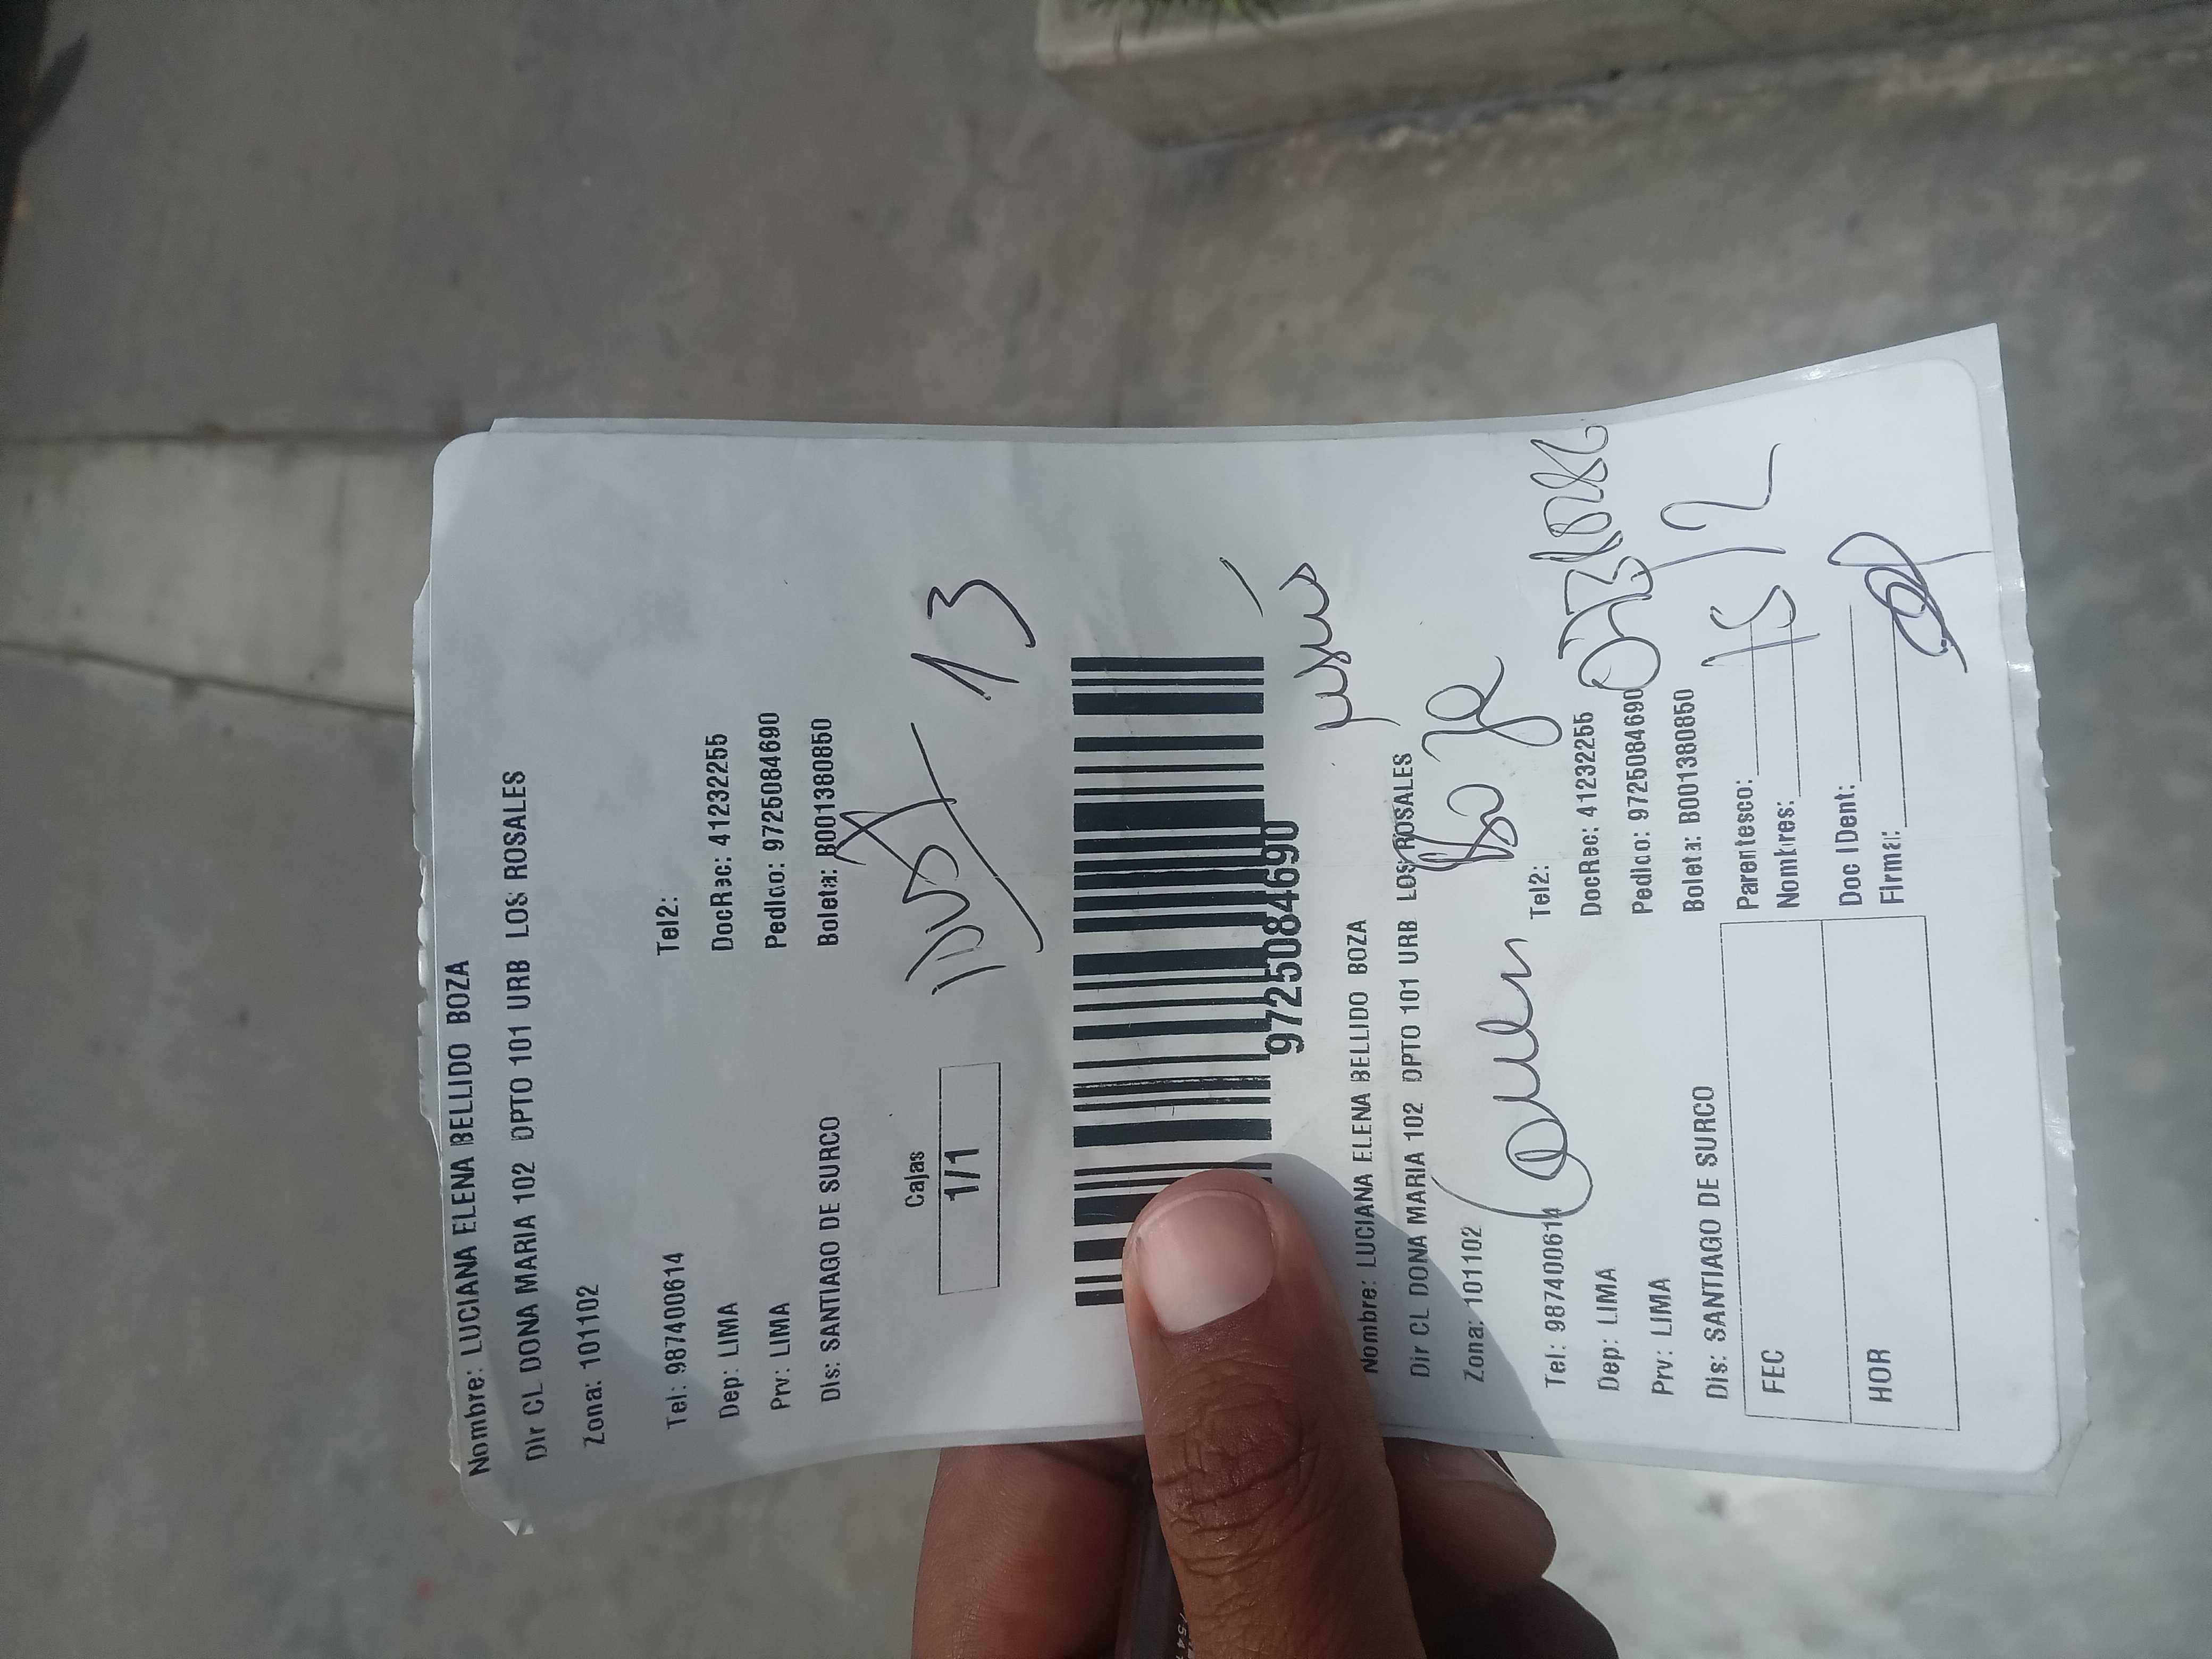 Nombre: LUCIANA ELENA BELLIDO BOZA
Dir CL DONA MARIA 102 DPTO 101 URB LOS ROSALES
Zona: 101102
Tel: 987400614 Tel2:
Dep: LIMA DocRec: 41232255
Prv: LIMA Pedido: 9725084690
Dis: SANTIAGO DE SURCO Boleta: B001380850
Cajas
1/1
13
9725084690
Nombre: LUCIANA ELENA BELLIDO BOZA
Dir CL DONA MARIA 102 DPTO 101 URB LOS ROSALES
Zona: 101102
Carmen
Tel: 987400614 Tel2:
Dep: LIMA DocRec: 41232255
Prv: LIMA Pedido: 9725084690
Dis: SANTIAGO DE SURCO Boleta: B001380850
15/12
FEC Parentesco:
Nombres:
HOR Doc IDent:
Firma: